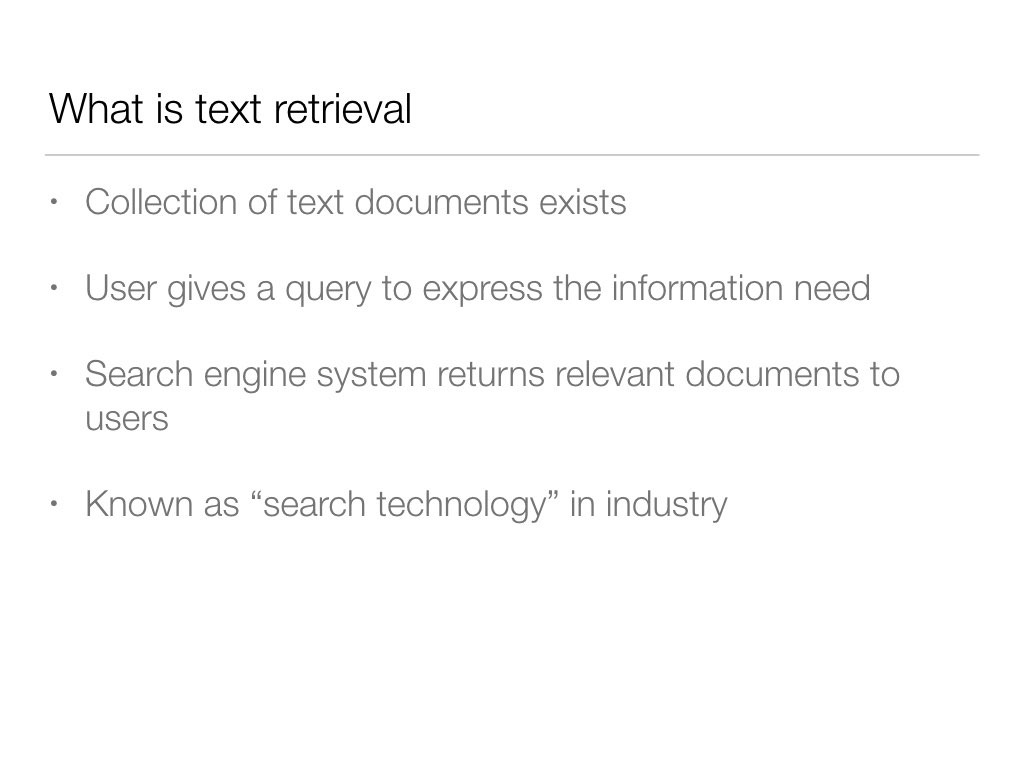 What is text retrieval
• Collection of text documents exists
• User gives a query to express the information need
• Search engine system returns relevant documents to
users
• Known as “search technology” in industry